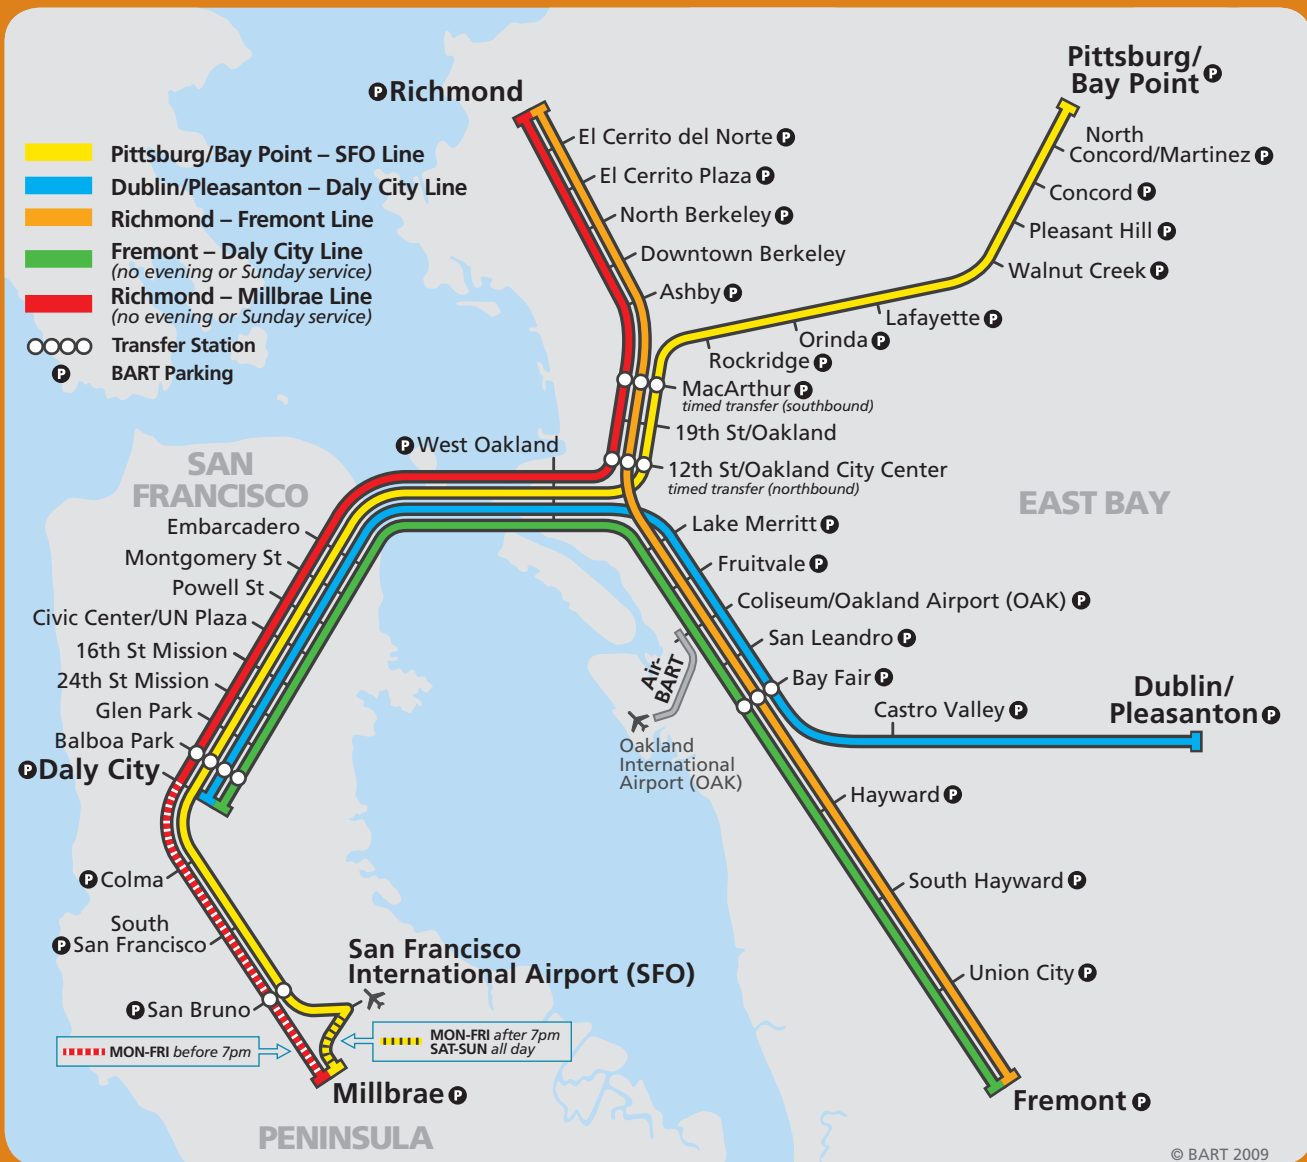 Pittsburg/
Bay Point P
P Richmond
Pittsburg/Bay Point – SFO Line
Dublin/Pleasanton – Daly City Line
Richmond – Fremont Line
Fremont – Daly City Line
(no evening or Sunday service)
Richmond – Millbrae Line
(no evening or Sunday service)
Transfer Station
P BART Parking
El Cerrito del Norte P
El Cerrito Plaza P
North Berkeley P
Downtown Berkeley
Ashby P
North
Concord/Martinez P
Concord P
Pleasant Hill P
Walnut Creek P
Lafayette P
Orinda P
Rockridge P
MacArthur P
timed transfer (southbound)
19th St/Oakland
12th St/Oakland City Center
timed transfer (northbound)
P West Oakland
SAN
FRANCISCO
EAST BAY
Embarcadero
Montgomery St
Powell St
Civic Center/UN Plaza
16th St Mission
24th St Mission
Glen Park
Balboa Park
P Daly City
Lake Merritt P
Fruitvale P
Coliseum/Oakland Airport (OAK) P
San Leandro P
Bay Fair P
Castro Valley P
Dublin/
Pleasanton P
Air-
BART
Oakland
International
Airport (OAK)
Hayward P
South Hayward P
Union City P
Fremont P
P Colma
South
P San Francisco
San Francisco
International Airport (SFO)
P San Bruno
MON-FRI before 7pm
MON-FRI after 7pm
SAT-SUN all day
Millbrae P
PENINSULA
© BART 2009